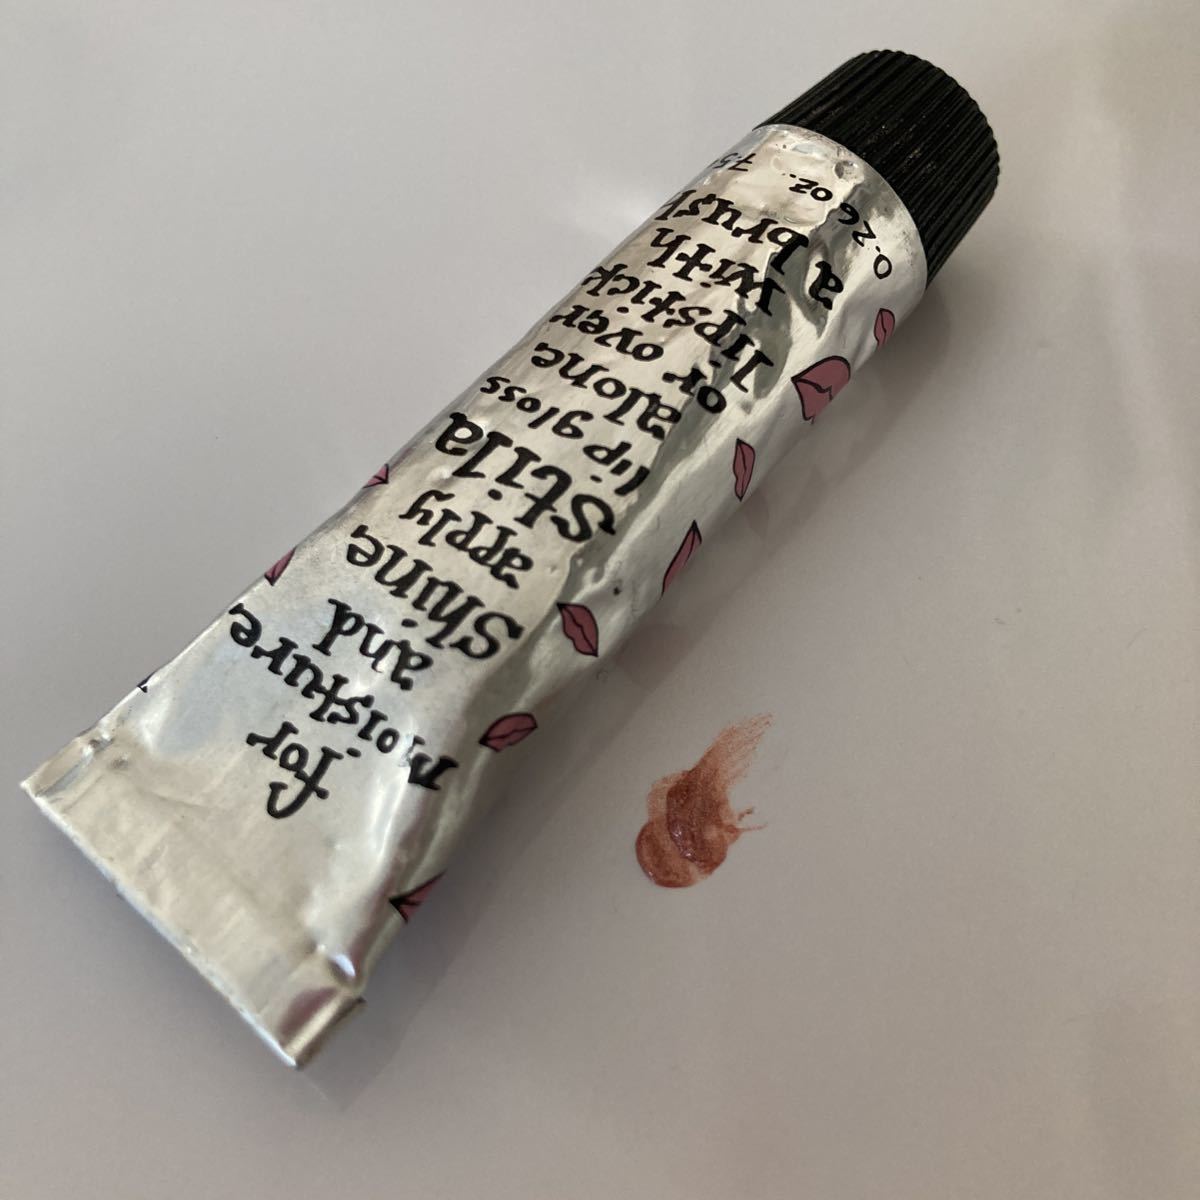 for
moisture
and
shine
apply
stila
lip gloss
alone
or over
lipstick
with
a brush
0.26 oz.